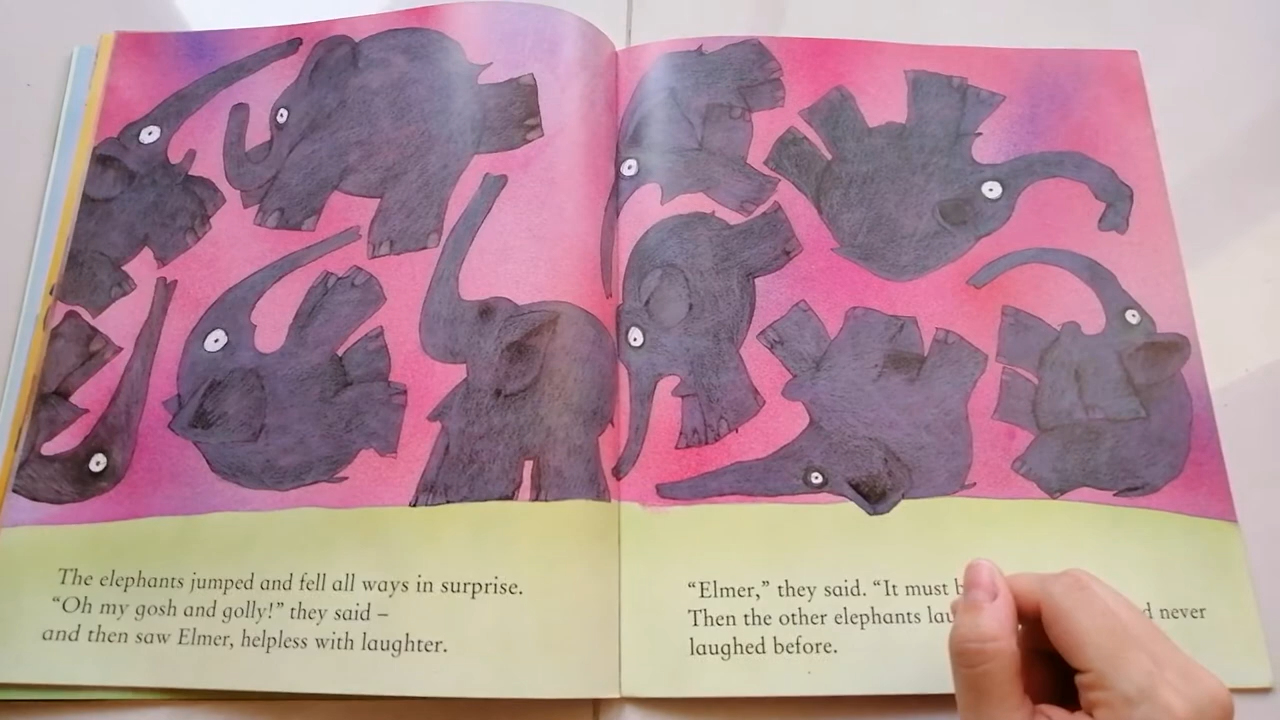 The elephants jumped and fell all ways in surprise.
“Oh my gosh and golly!” they said –
and then saw Elmer, helpless with laughter.
“Elmer,” they said. “It must
Then the other elephants never
laughed before.